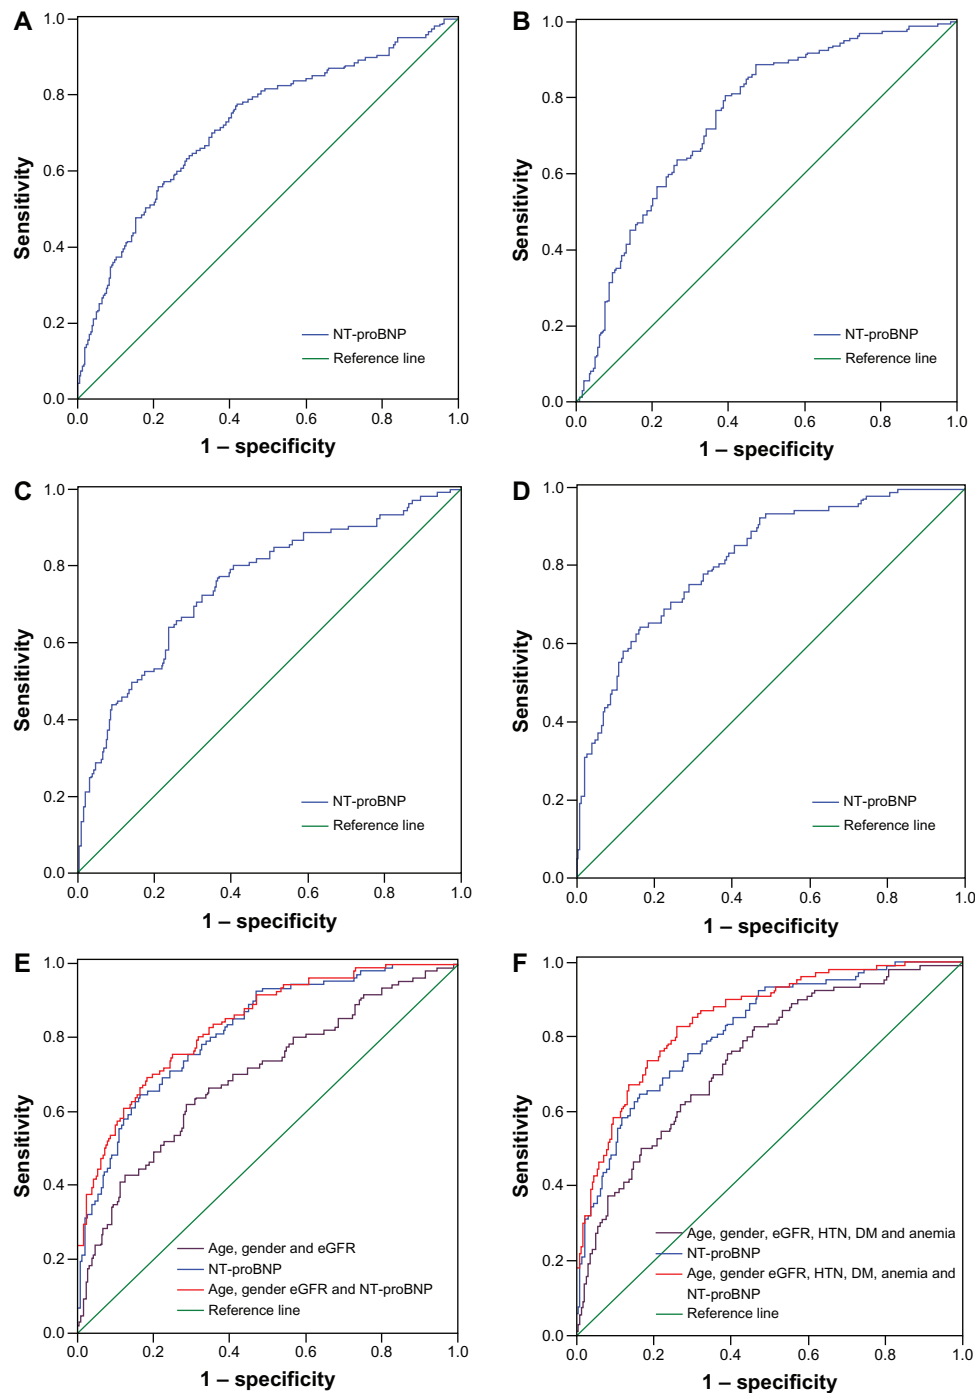 A
1.0
0.8
0.6
0.4
0.2
0.0
Sensitivity
NT-proBNP
Reference line
0.0 0.2 0.4 0.6 0.8 1.0
1 – specificity
B
1.0
0.8
0.6
0.4
0.2
0.0
Sensitivity
NT-proBNP
Reference line
0.0 0.2 0.4 0.6 0.8 1.0
1 – specificity
C
1.0
0.8
0.6
0.4
0.2
0.0
Sensitivity
NT-proBNP
Reference line
0.0 0.2 0.4 0.6 0.8 1.0
1 – specificity
D
1.0
0.8
0.6
0.4
0.2
0.0
Sensitivity
NT-proBNP
Reference line
0.0 0.2 0.4 0.6 0.8 1.0
1 – specificity
E
1.0
0.8
0.6
0.4
0.2
0.0
Sensitivity
Age, gender and eGFR
NT-proBNP
Age, gender eGFR and NT-proBNP
Reference line
0.0 0.2 0.4 0.6 0.8 1.0
1 – specificity
F
1.0
0.8
0.6
0.4
0.2
0.0
Sensitivity
Age, gender, eGFR, HTN, DM and anemia
NT-proBNP
Age, gender eGFR, HTN, DM, anemia and
NT-proBNP
Reference line
0.0 0.2 0.4 0.6 0.8 1.0
1 – specificity